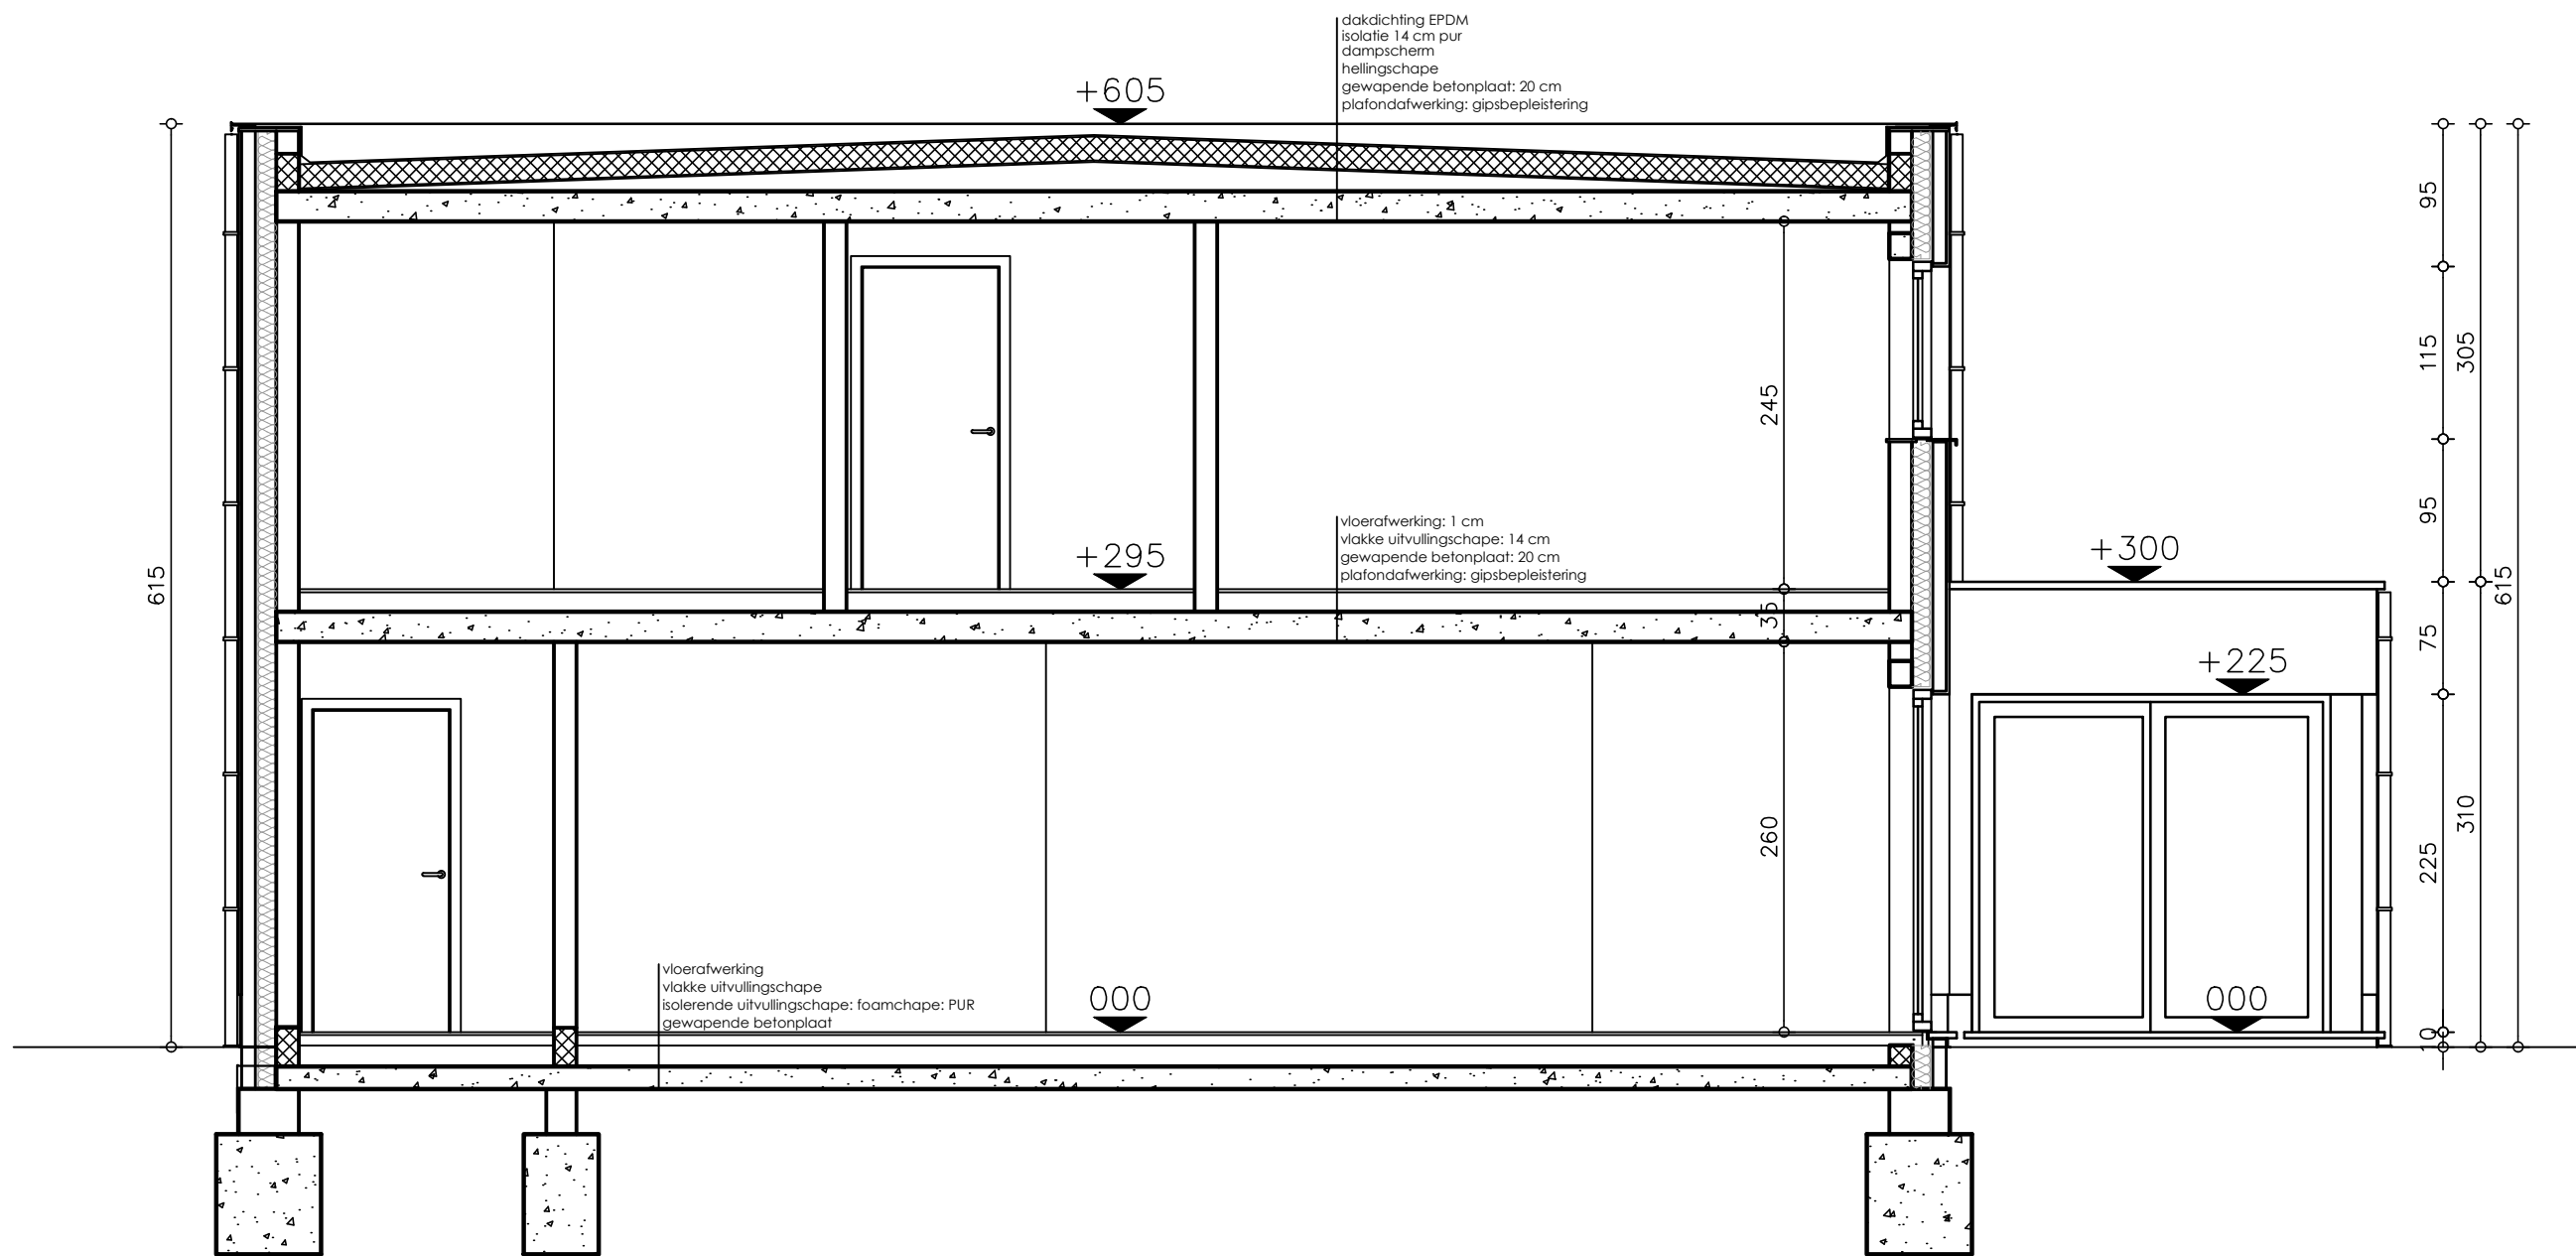 dakdichting EPDM
isolatie 14 cm pur
dampscherm
hellingschape
gewapende betonplaat: 20 cm
plafondafwerking: gipsbepleistering
+605
95
115
305
245
615
95
vloerafwerking: 1 cm
vlakke uitvullingschape: 14 cm
gewapende betonplaat: 20 cm
plafondafwerking: gipsbepleistering
+295
+300
615
35
75
+225
260
310
225
vloerafwerking
vlakke uitvullingschape
isolerende uitvullingschape: foamchape: PUR
gewapende betonplaat
000
000
10